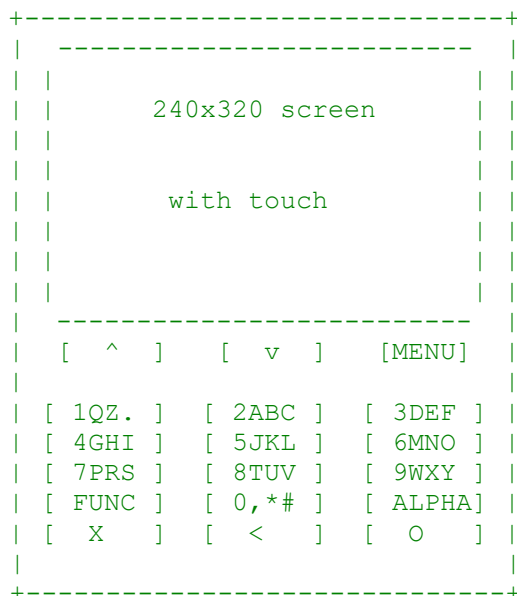 +------------------------------+
|  --------------------------  |
| |                          | |
| |      240x320 screen      | |
| |                          | |
| |                          | |
| |       with touch         | |
| |                          | |
| |                          | |
| |                          | |
|  --------------------------  |
|  [  ^  ]   [  v  ]   [MENU]  |
|                              |
| [ 1QZ. ]  [ 2ABC ]  [ 3DEF ] |
| [ 4GHI ]  [ 5JKL ]  [ 6MNO ] |
| [ 7PRS ]  [ 8TUV ]  [ 9WXY ] |
| [ FUNC ]  [ 0,*# ]  [ ALPHA] |
| [  X   ]  [  <   ]  [  O   ] |
|                              |
+------------------------------+